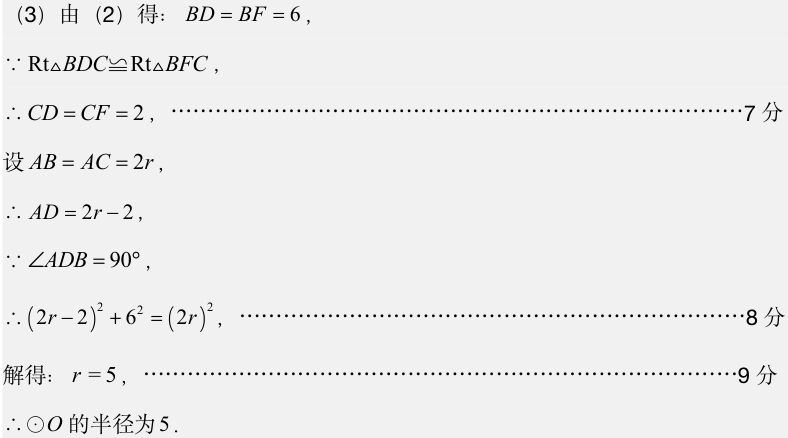 (3) 由 (2) 得: BD = BF = 6,
∵ Rt△BDC≌Rt△BFC,
∴ CD = CF = 2, ……………………………………………………………………7 分
设 AB = AC = 2r,
∴ AD = 2r − 2,
∵ ∠ADB = 90°,
∴ (2r − 2)² + 6² = (2r)², ……………………………………………………………8 分
解得: r = 5, ………………………………………………………………………9 分
∴ ⊙O 的半径为 5.